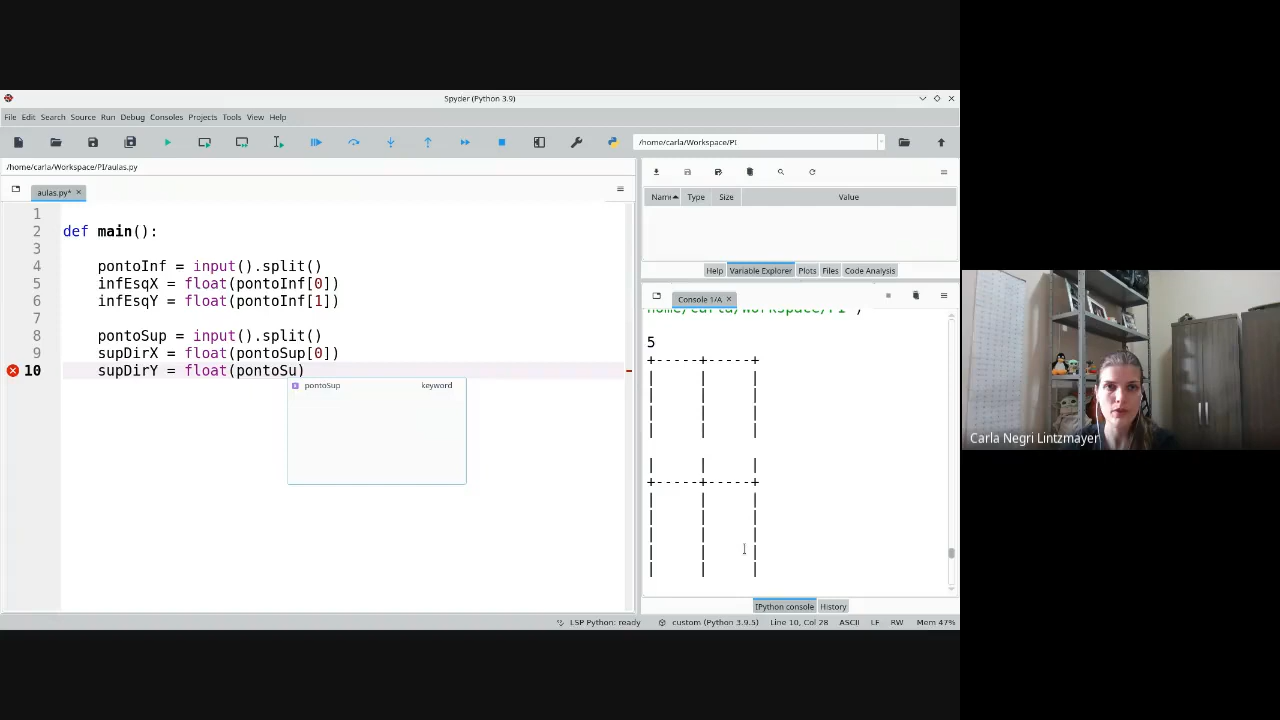 Spyder (Python 3.9)
File Edit Search Source Run Debug Consoles Projects Tools View Help
/home/carla/Workspace/PI
/home/carla/Workspace/PI/aulas.py
aulas.py*
1
2 def main():
3
4 pontoInf = input().split()
5 infEsqX = float(pontoInf[0])
6 infEsqY = float(pontoInf[1])
7
8 pontoSup = input().split()
9 supDirX = float(pontoSup[0])
10 supDirY = float(pontoSu)
pontoSup keyword
Name Type Size Value
Help Variable Explorer Plots Files Code Analysis
Console 1/A
home/carla/Workspace/PI')
5
+-----+-----+
| | |
| | |
| | |
| | |
| | |
+-----+-----+
| | |
| | |
| | |
| | |
| | |
IPython console History
LSP Python: ready custom (Python 3.9.5) Line 10, Col 28 ASCII LF RW Mem 47%
Carla Negri Lintzmayer